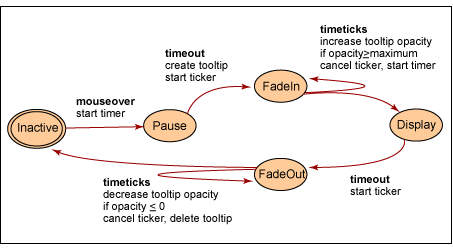 timeticks
increase tooltip opacity
if opacity≥maximum
cancel ticker, start timer
timeout
create tooltip
start ticker
FadeIn
mouseover
start timer
Inactive
Pause
Display
FadeOut
timeticks
decrease tooltip opacity
if opacity ≤ 0
cancel ticker, delete tooltip
timeout
start ticker